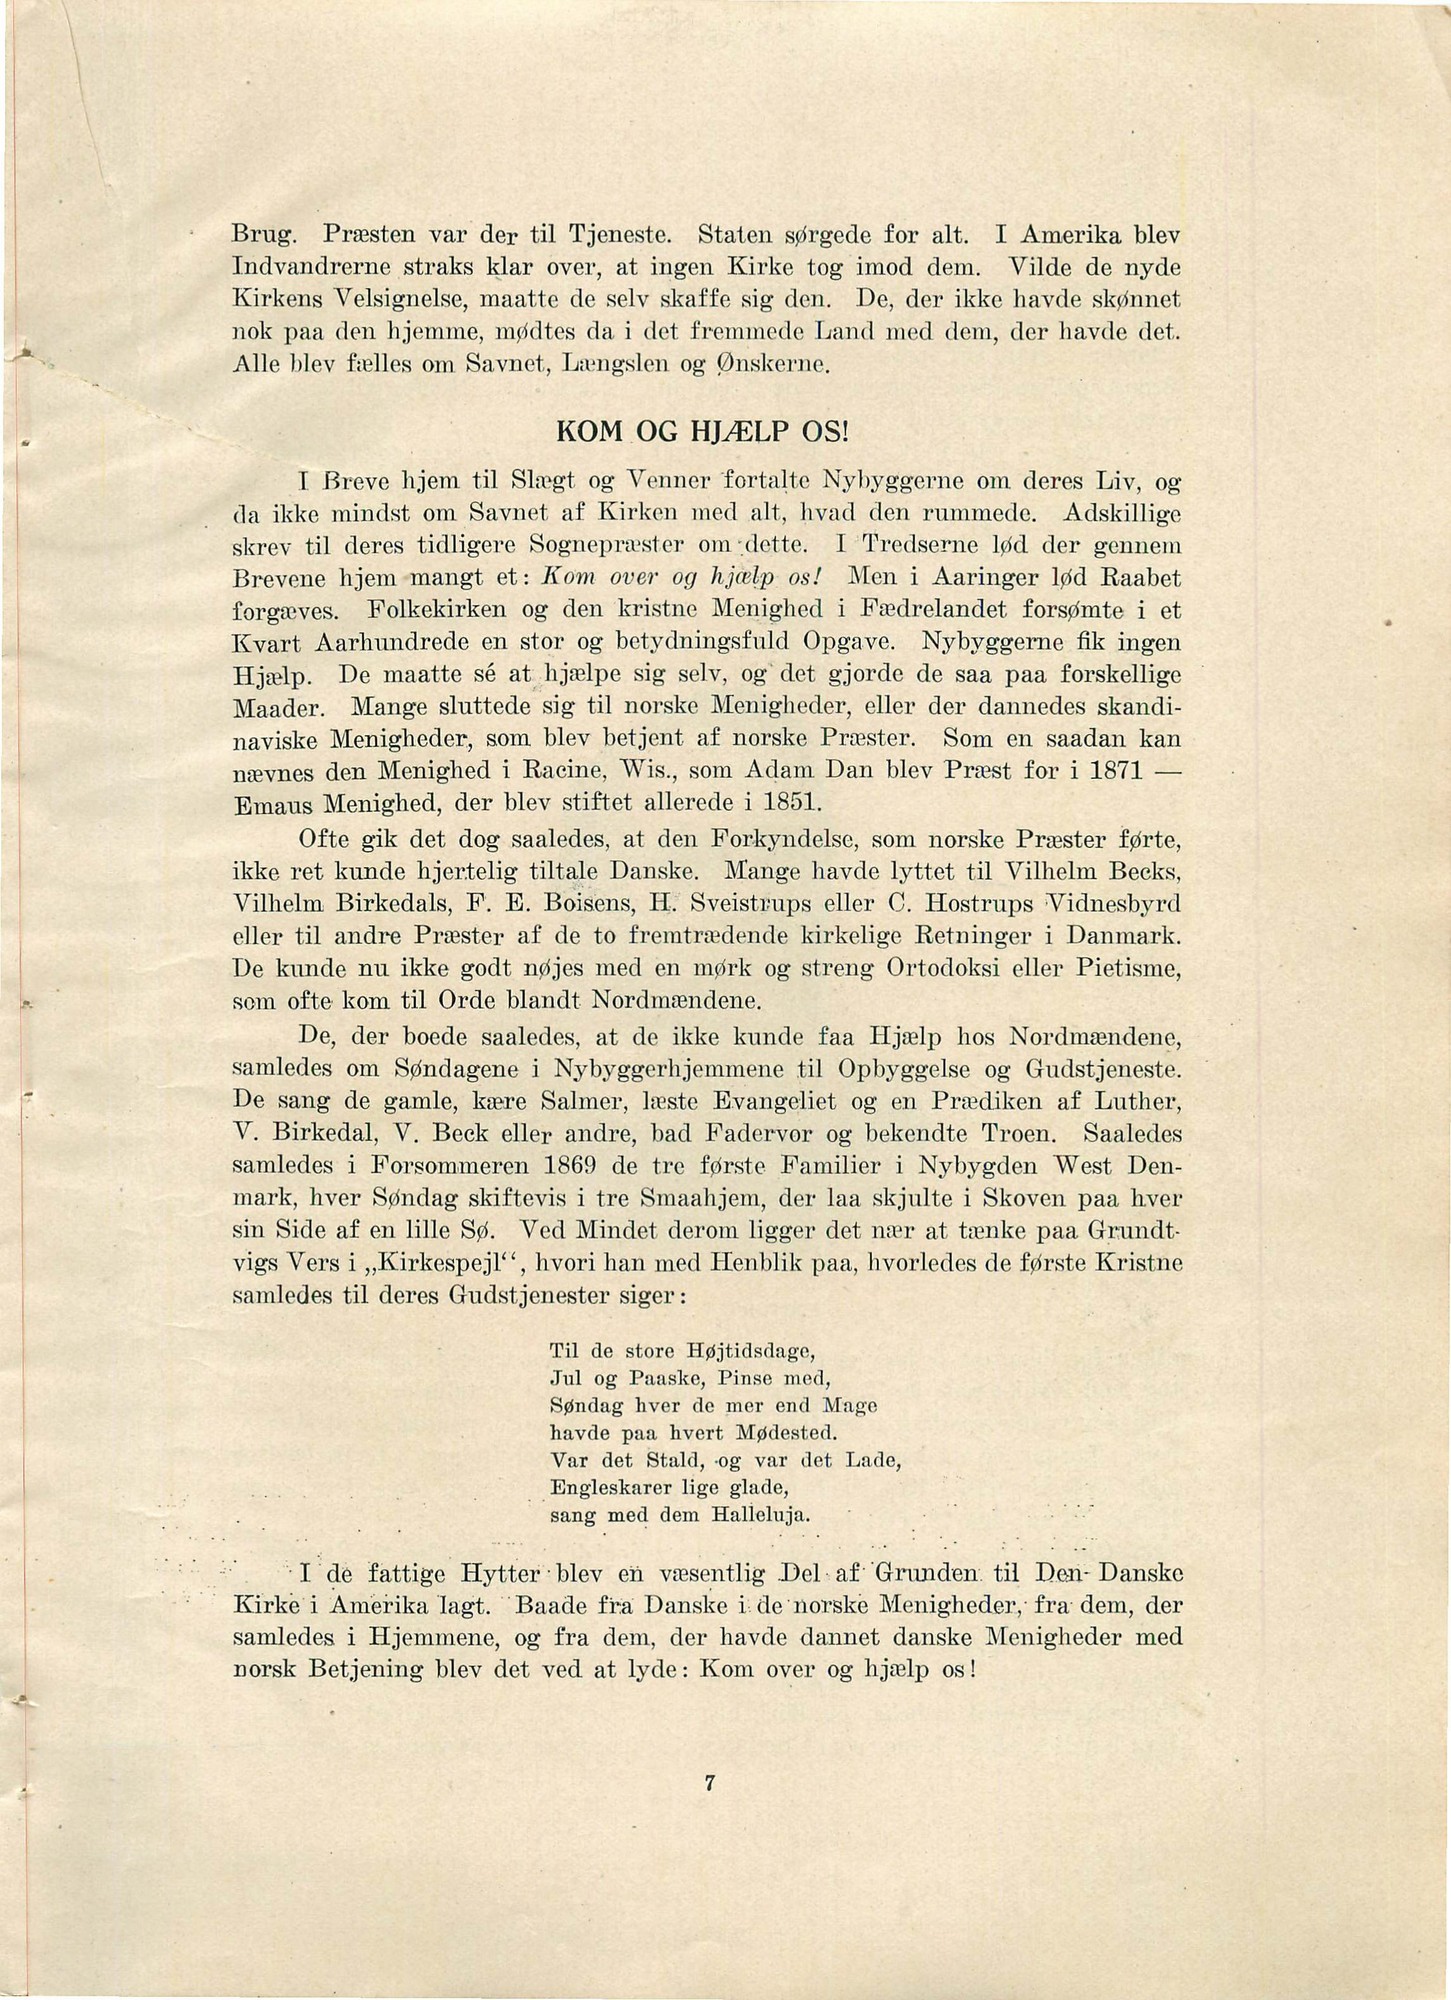 Brug. Præsten var der til Tjeneste. Staten sørgede for alt. I Amerika blev
Indvandrerne straks klar over, at ingen Kirke tog imod dem. Vilde de nyde
Kirkens Velsignelse, maatte de selv skaffe sig den. De, der ikke havde skønnet
nok paa den hjemme, mødtes da i det fremmede Land med dem, der havde det.
Alle blev fælles om Savnet, Længslen og Ønskerne.
KOM OG HJÆLP OS!
I Breve hjem til Slægt og Venner fortalte Nybyggerne om deres Liv, og
da ikke mindst om Savnet af Kirken med alt, hvad den rummede. Adskillige
skrev til deres tidligere Sognepræster om dette. I Tredserne lød der gennem
Brevene hjem mangt et: Kom over og hjælp os! Men i Aaringer lød Raabet
forgæves. Folkekirken og den kristne Menighed i Fædrelandet forsømte i et
Kvart Aarhundrede en stor og betydningsfuld Opgave. Nybyggerne fik ingen
Hjælp. De maatte sé at hjælpe sig selv, og det gjorde de saa paa forskellige
Maader. Mange sluttede sig til norske Menigheder, eller der dannedes skandi-
naviske Menigheder, som blev betjent af norske Præster. Som en saadan kan
nævnes den Menighed i Racine, Wis., som Adam Dan blev Præst for i 1871 —
Emaus Menighed, der blev stiftet allerede i 1851.
Ofte gik det dog saaledes, at den Forkyndelse, som norske Præster førte,
ikke ret kunde hjertelig tiltale Danske. Mange havde lyttet til Vilhelm Becks,
Vilhelm Birkedals, F. E. Boisens, H. Sveistrups eller C. Hostrups Vidnesbyrd
eller til andre Præster af de to fremtrædende kirkelige Retninger i Danmark.
De kunde nu ikke godt nøjes med en mørk og streng Ortodoksi eller Pietisme,
som ofte kom til Orde blandt Nordmændene.
De, der boede saaledes, at de ikke kunde faa Hjælp hos Nordmændene,
samledes om Søndagene i Nybyggerhjemmene til Opbyggelse og Gudstjeneste.
De sang de gamle, kære Salmer, læste Evangeliet og en Prædiken af Luther,
V. Birkedal, V. Beck eller andre, bad Fadervor og bekendte Troen. Saaledes
samledes i Forsommeren 1869 de tre første Familier i Nybygden West Den-
mark, hver Søndag skiftevis i tre Smaahjem, der laa skjulte i Skoven paa hver
sin Side af en lille Sø. Ved Mindet derom ligger det nær at tænke paa Grundt-
vigs Vers i „Kirkespejl“, hvori han med Henblik paa, hvorledes de første Kristne
samledes til deres Gudstjenester siger:
Til de store Højtidsdage,
Jul og Paaske, Pinse med,
Søndag hver de mer end Mage
havde paa hvert Mødested.
Var det Stald, og var det Lade,
Engleskarer lige glade,
sang med dem Halleluja.
I de fattige Hytter blev en væsentlig Del af Grunden til Den Danske
Kirke i Amerika lagt. Baade fra Danske i de norske Menigheder, fra dem, der
samledes i Hjemmene, og fra dem, der havde dannet danske Menigheder med
norsk Betjening blev det ved at lyde: Kom over og hjælp os!
7